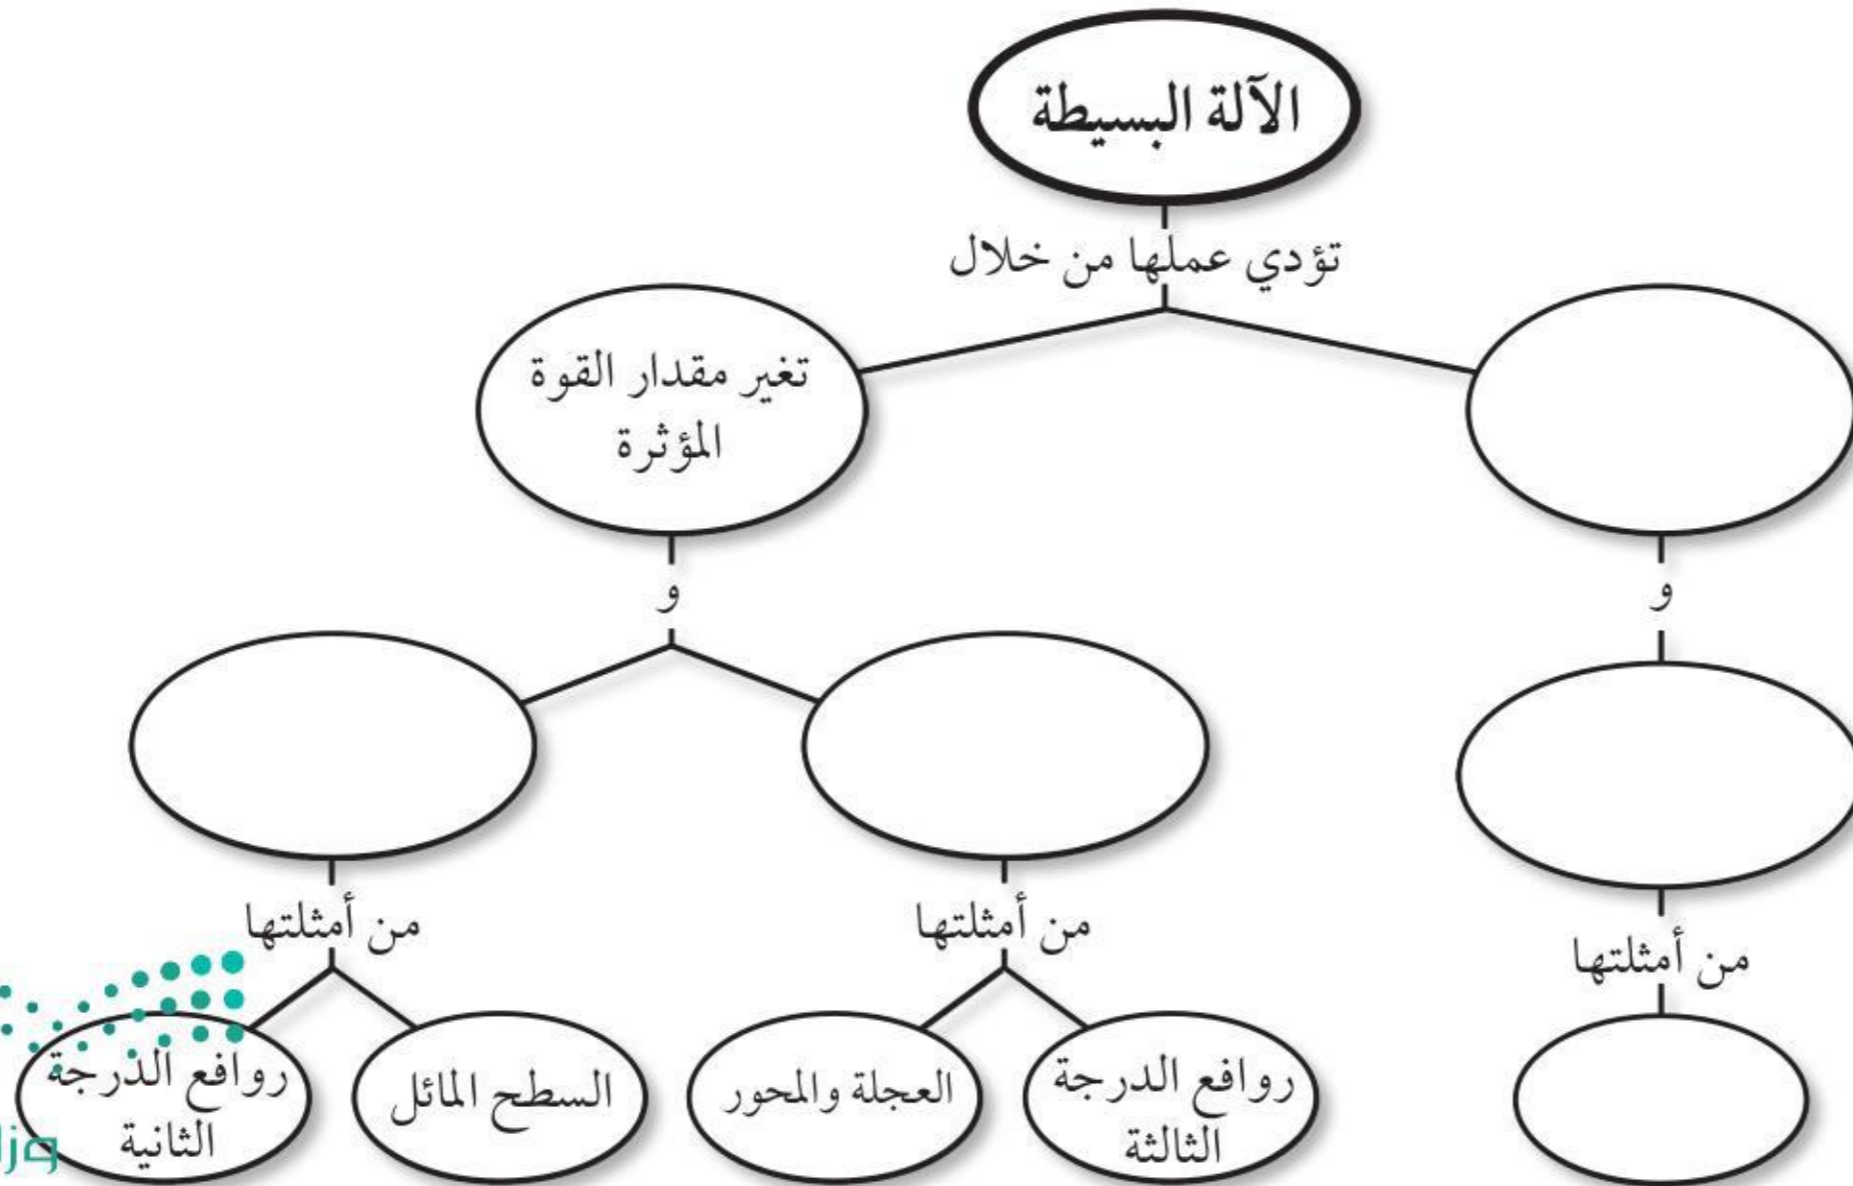 الآلة البسيطة
تؤدي عملها من خلال
تغير مقدار القوة
المؤثرة
و
و
من أمثلتها
من أمثلتها
من أمثلتها
روافع الدرجة
الثالثة
العجلة والمحور
السطح المائل
روافع الدرجة
الثانية